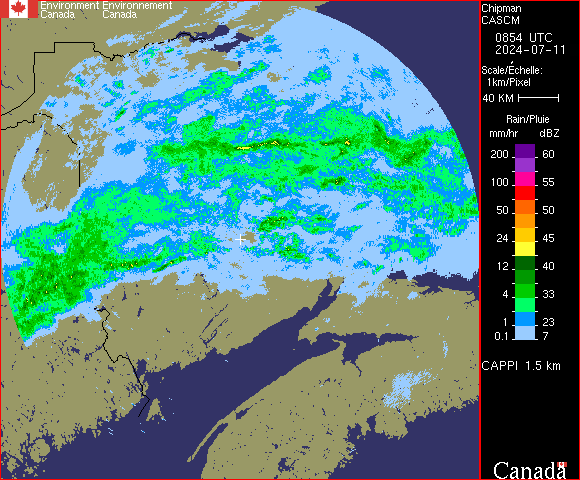 Environment Environnement
Canada Canada
Chipman
CASCM
0854 UTC
2024-07-11
Scale/Échelle:
1km/Pixel
40 KM
Rain/Pluie
mm/hr dBZ
200 60
100 55
50 50
24 45
12 40
4 33
1 23
0.1 7
CAPPI 1.5 km
Canada